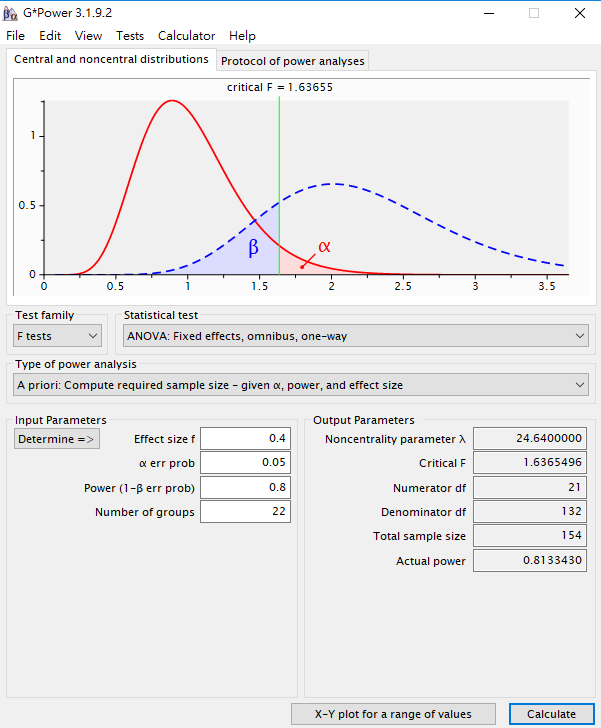 G*Power 3.1.9.2
File Edit View Tests Calculator Help
Central and noncentral distributions Protocol of power analyses
critical F = 1.63655
1
0.5
0
β α
0 0.5 1 1.5 2 2.5 3 3.5
Test family Statistical test
F tests ANOVA: Fixed effects, omnibus, one-way
Type of power analysis
A priori: Compute required sample size - given α, power, and effect size
Input Parameters Output Parameters
Determine => Effect size f 0.4 Noncentrality parameter λ 24.6400000
α err prob 0.05 Critical F 1.6365496
Power (1-β err prob) 0.8 Numerator df 21
Number of groups 22 Denominator df 132
Total sample size 154
Actual power 0.8133430
X-Y plot for a range of values Calculate